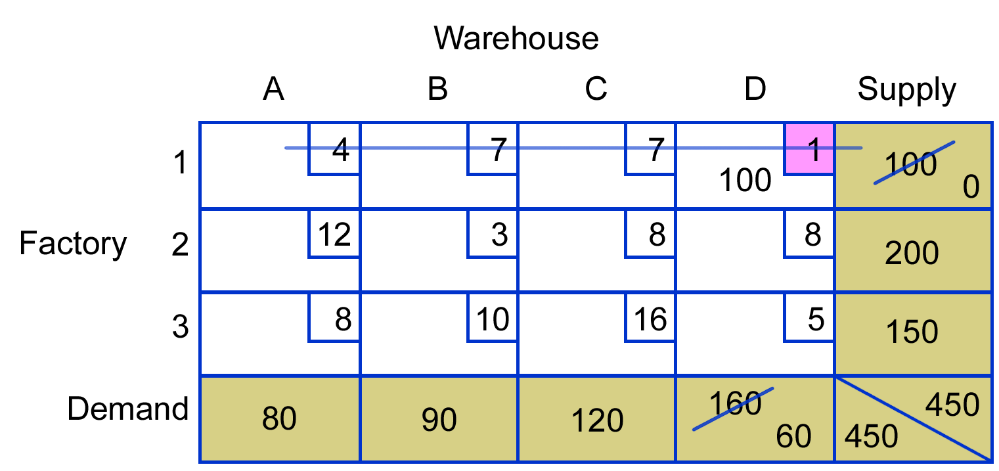 Warehouse
A B C D Supply
1 4 7 7 1 100 100 0
Factory 2 12 3 8 8 200
3 8 10 16 5 150
Demand 80 90 120 160 60 450 450